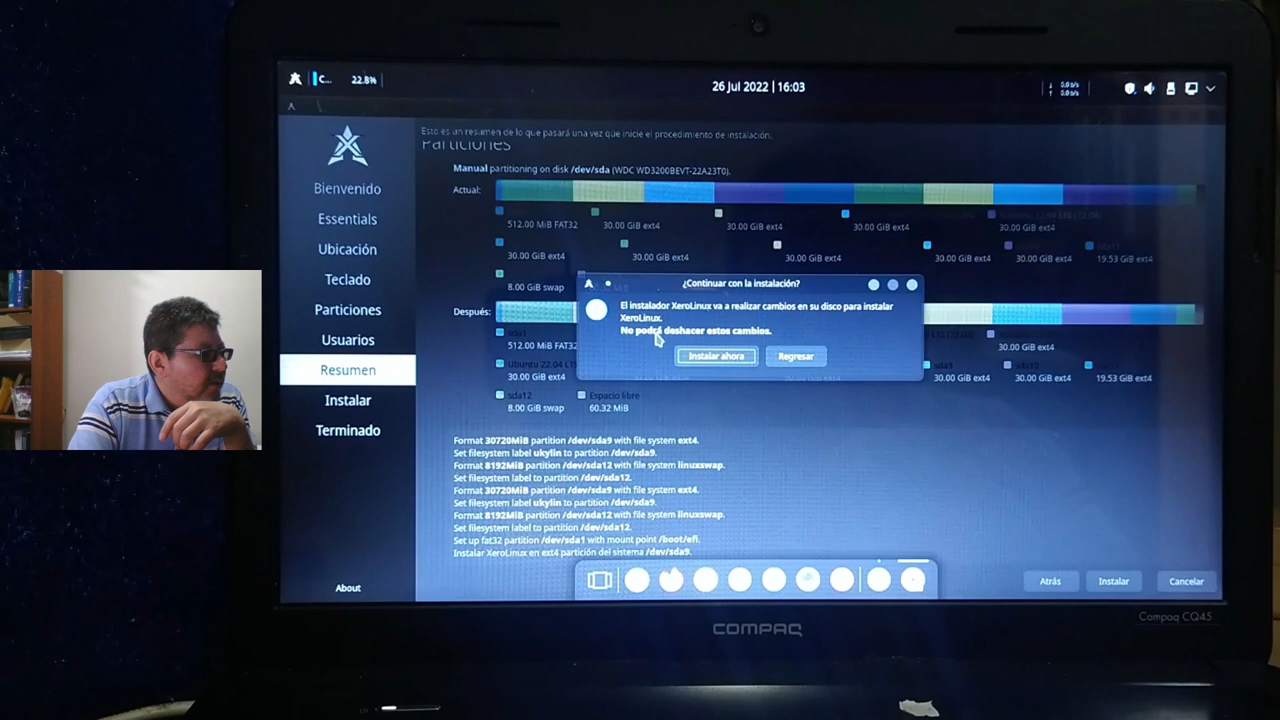 C... 22.8%
26 Jul 2022 | 16:03
Esto es un resumen de lo que pasará una vez que inicie el procedimiento de instalación.
Particiones
Manual partitioning on disk /dev/sda (WDC WD3200BEVT-22A23T0).
Actual:
512.00 MiB FAT32 30.00 GiB ext4 30.00 GiB ext4 30.00 GiB ext4 30.00 GiB ext4
30.00 GiB ext4 30.00 GiB ext4 30.00 GiB ext4 30.00 GiB ext4 30.00 GiB ext4 19.53 GiB ext4
8.00 GiB swap
Después:
sda1
512.00 MiB FAT32 30.00 GiB ext4
Ubuntu 22.04 sda9 sda10
30.00 GiB ext4 30.00 GiB ext4 30.00 GiB ext4 19.53 GiB ext4
sda12 Espacio libre
8.00 GiB swap 60.32 MiB
Format 30720MiB partition /dev/sda9 with file system ext4.
Set filesystem label ukylin to partition /dev/sda9.
Format 8192MiB partition /dev/sda12 with file system linuxswap.
Set filesystem label to partition /dev/sda12.
Format 30720MiB partition /dev/sda9 with file system ext4.
Set filesystem label ukylin to partition /dev/sda9.
Format 8192MiB partition /dev/sda12 with file system linuxswap.
Set filesystem label to partition /dev/sda12.
Set up fat32 partition /dev/sda1 with mount point /boot/efi.
Instalar XeroLinux en ext4 partición del sistema /dev/sda9.
¿Continuar con la instalación?
El instalador XeroLinux va a realizar cambios en su disco para instalar
XeroLinux.
No podrá deshacer estos cambios.
Instalar ahora Regresar
Bienvenido
Essentials
Ubicación
Teclado
Particiones
Usuarios
Resumen
Instalar
Terminado
About
Atrás Instalar Cancelar
Compaq CQ45
COMPAQ